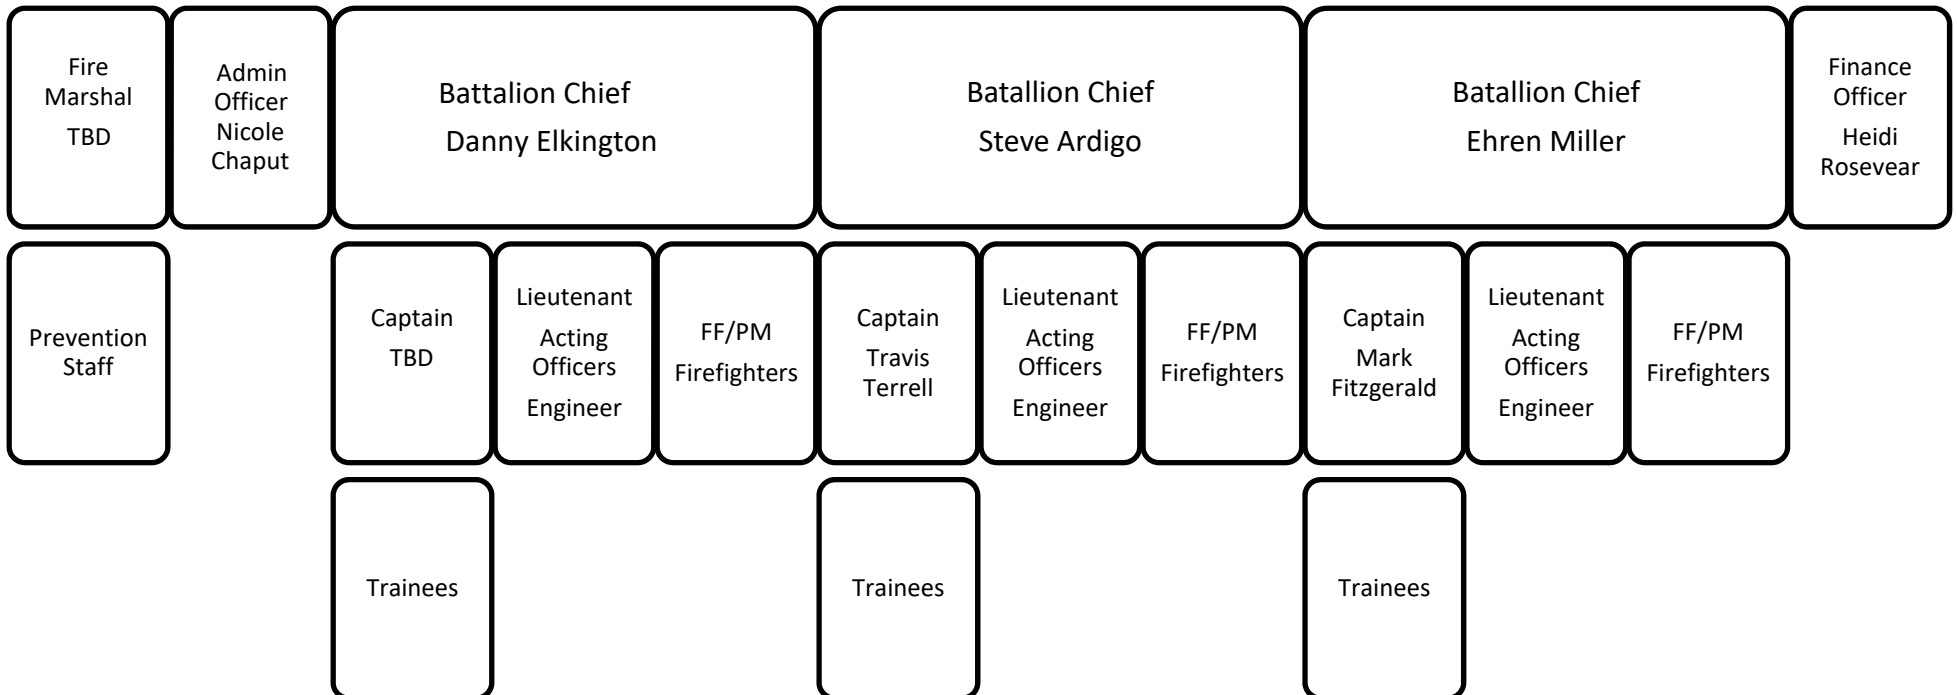 Fire
Marshal
TBD
Admin
Officer
Nicole
Chaput
Battalion Chief
Danny Elkington
Batallion Chief
Steve Ardigo
Batallion Chief
Ehren Miller
Finance
Officer
Heidi
Rosevear
Prevention
Staff
Captain
TBD
Lieutenant
Acting
Officers
Engineer
FF/PM
Firefighters
Captain
Travis
Terrell
Lieutenant
Acting
Officers
Engineer
FF/PM
Firefighters
Captain
Mark
Fitzgerald
Lieutenant
Acting
Officers
Engineer
FF/PM
Firefighters
Trainees
Trainees
Trainees